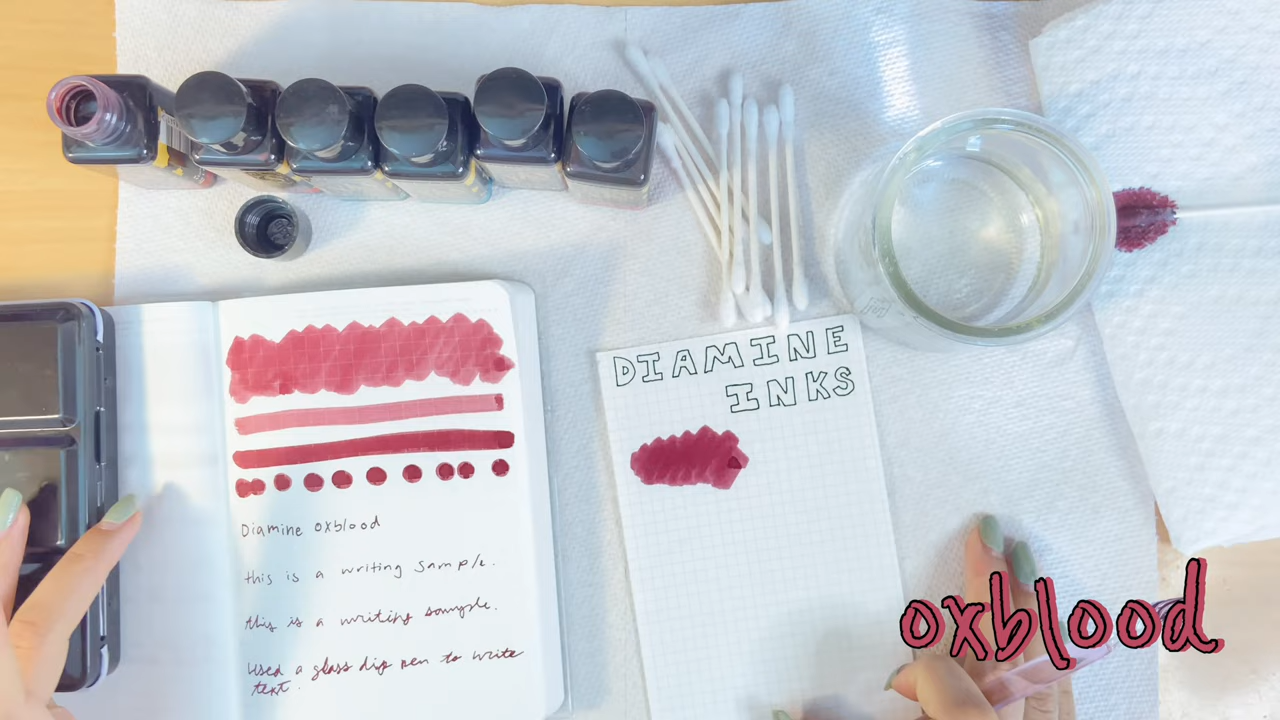 DIAMINE
INKS
Diamine oxblood
this is a writing sample.
this is a writing sample.
Used a glass dip pen to write
text.
oxblood